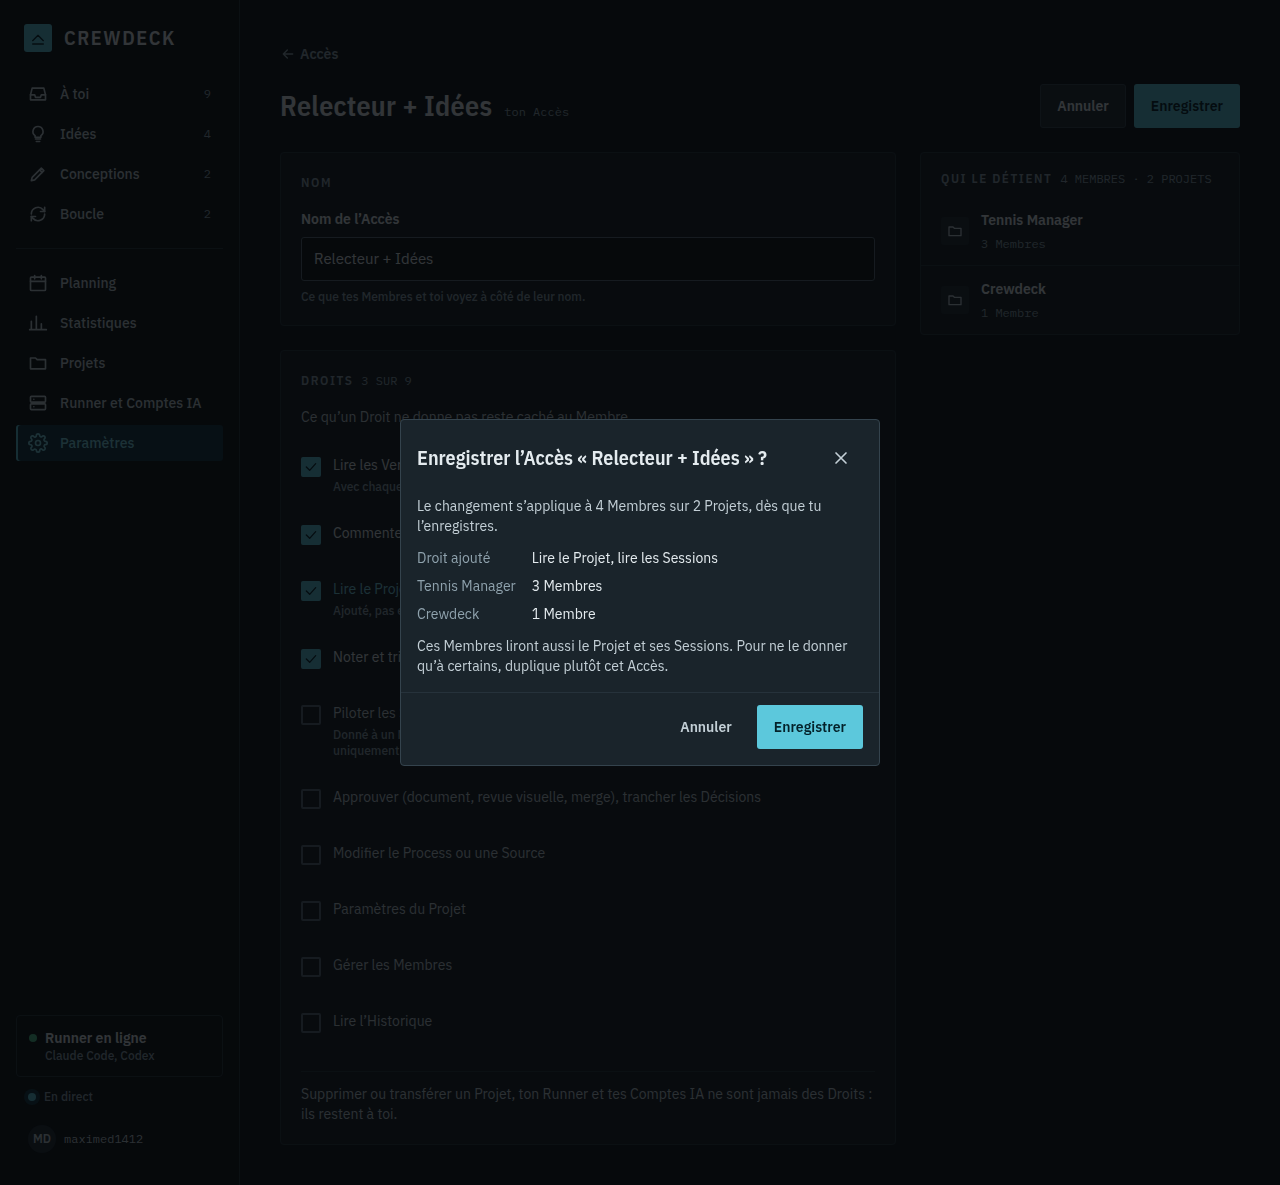 CREWDECK
À toi 9
Idées 4
Conceptions 2
Boucle 2
Planning
Statistiques
Projets
Runner et Comptes IA
Paramètres
Runner en ligne
Claude Code, Codex
En direct
MD maximed1412
← Accès
Relecteur + Idées ton Accès
Annuler
Enregistrer
NOM
Nom de l’Accès
Relecteur + Idées
Ce que tes Membres et toi voyez à côté de leur nom.
QUI LE DÉTIENT 4 MEMBRES · 2 PROJETS
Tennis Manager
3 Membres
Crewdeck
1 Membre
DROITS 3 SUR 9
Ce qu’un Droit ne donne pas reste caché au Membre.
Lire les
Avec chaque
Lire le
Ajouté, pas
Noter et
Piloter les
Donné à un
uniquement
Approuver (document, revue visuelle, merge), trancher les Décisions
Modifier le Process ou une Source
Paramètres du Projet
Gérer les Membres
Lire l’Historique
Supprimer ou transférer un Projet, ton Runner et tes Comptes IA ne sont jamais des Droits :
ils restent à toi.
Enregistrer l’Accès « Relecteur + Idées » ?
Le changement s’applique à 4 Membres sur 2 Projets, dès que tu
l’enregistres.
Droit ajouté Lire le Projet, lire les Sessions
Tennis Manager 3 Membres
Crewdeck 1 Membre
Ces Membres liront aussi le Projet et ses Sessions. Pour ne le donner
qu’à certains, duplique plutôt cet Accès.
Annuler
Enregistrer